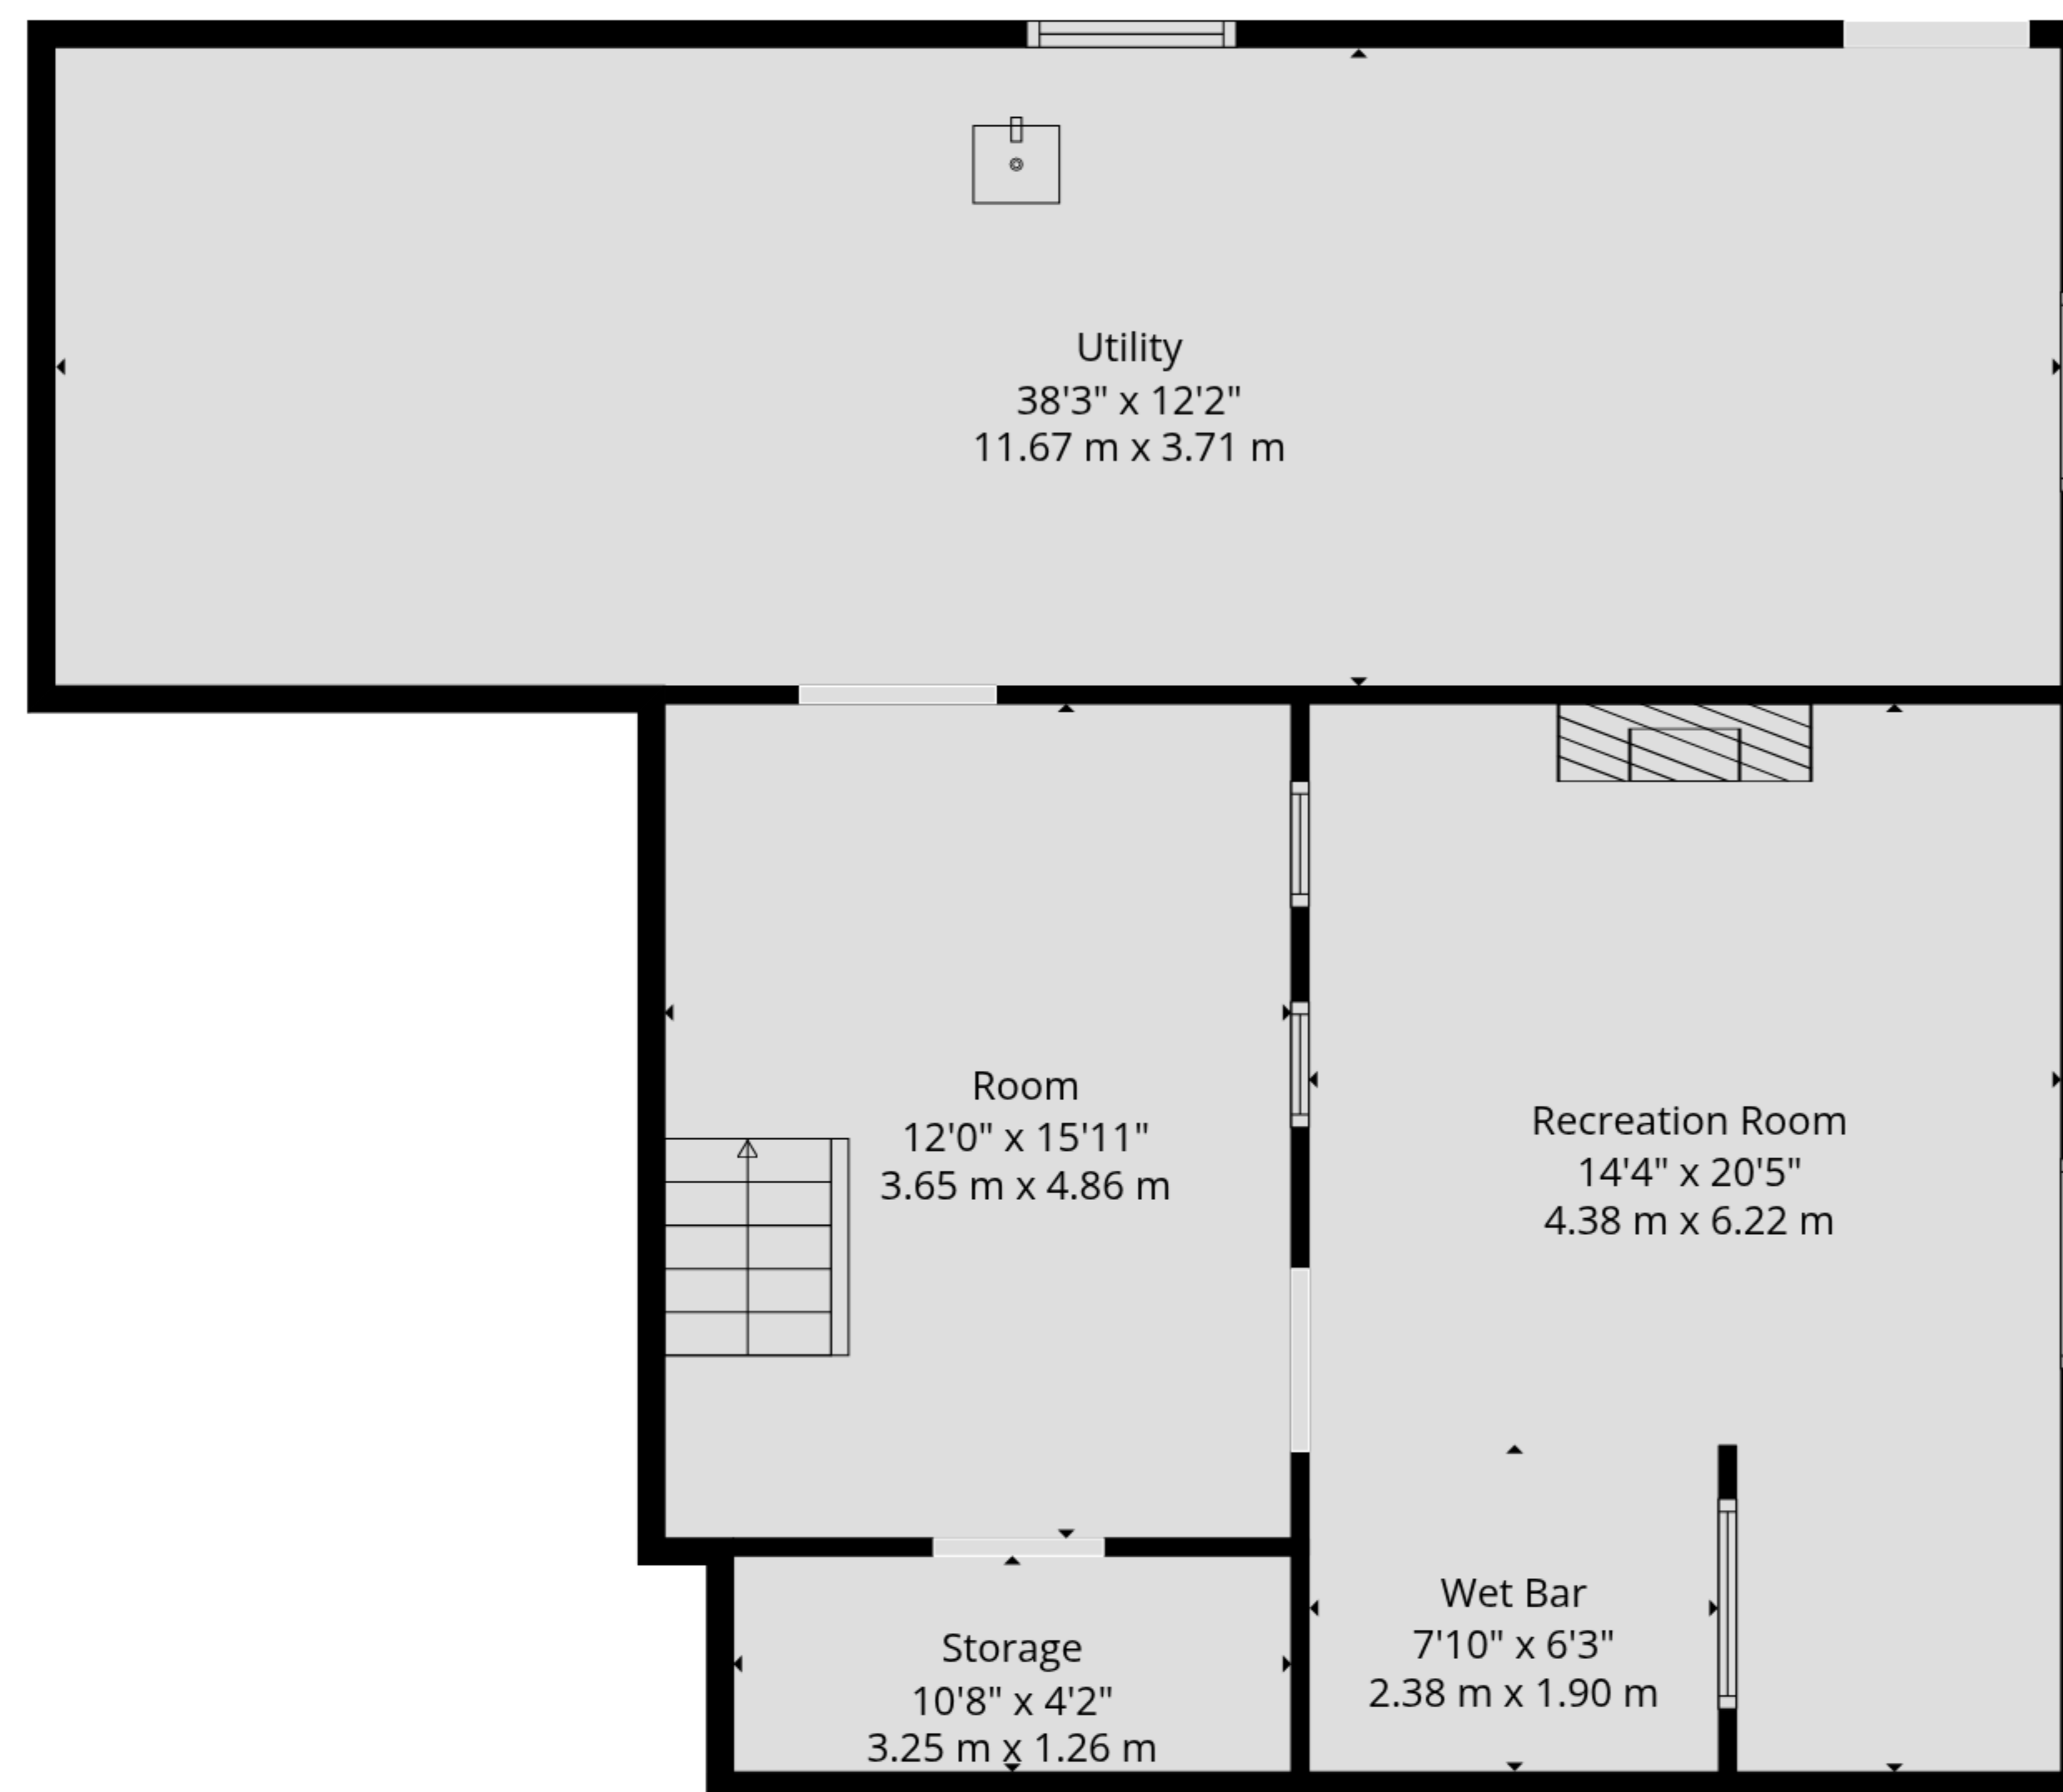 Utility
38'3" x 12'2"
11.67 m x 3.71 m
Room
12'0" x 15'11"
3.65 m x 4.86 m
Recreation Room
14'4" x 20'5"
4.38 m x 6.22 m
Wet Bar
7'10" x 6'3"
2.38 m x 1.90 m
Storage
10'8" x 4'2"
3.25 m x 1.26 m